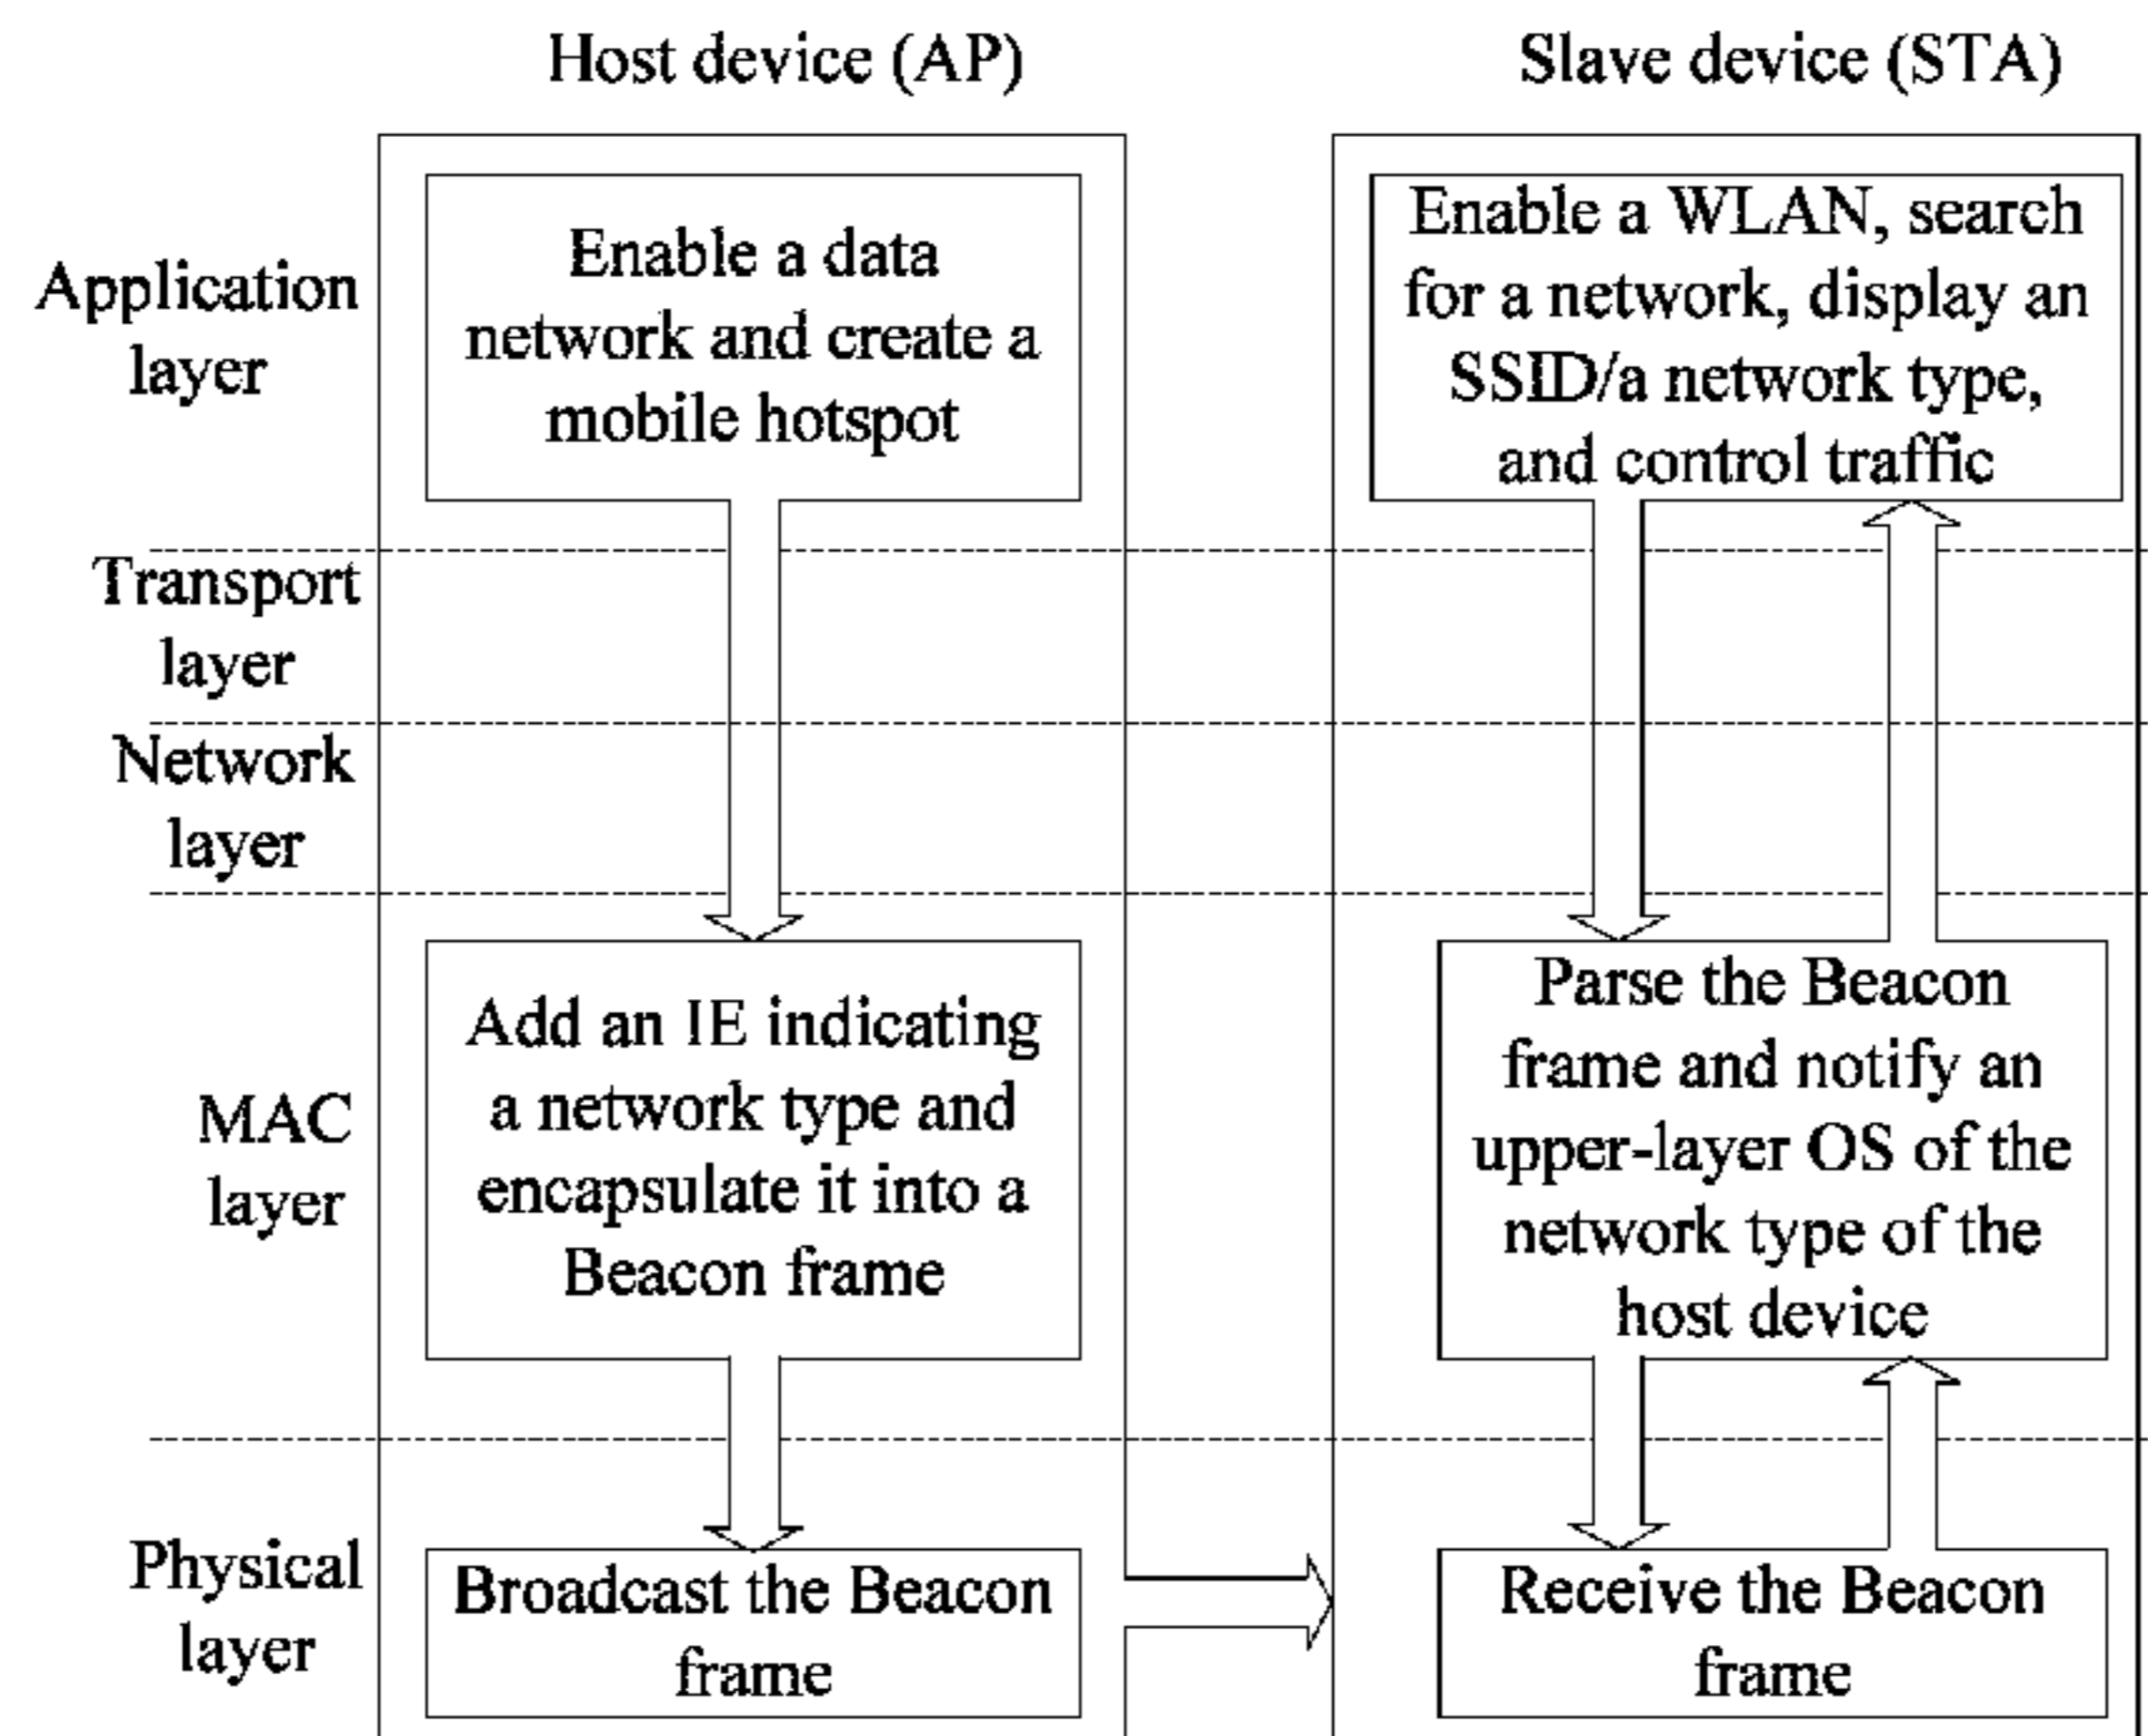 Host device (AP)
Slave device (STA)
Application
layer
Enable a data
network and create a
mobile hotspot
Enable a WLAN, search
for a network, display an
SSID/a network type,
and control traffic
Transport
layer
Network
layer
MAC
layer
Add an IE indicating
a network type and
encapsulate it into a
Beacon frame
Parse the Beacon
frame and notify an
upper-layer OS of the
network type of the
host device
Physical
layer
Broadcast the Beacon
frame
Receive the Beacon
frame